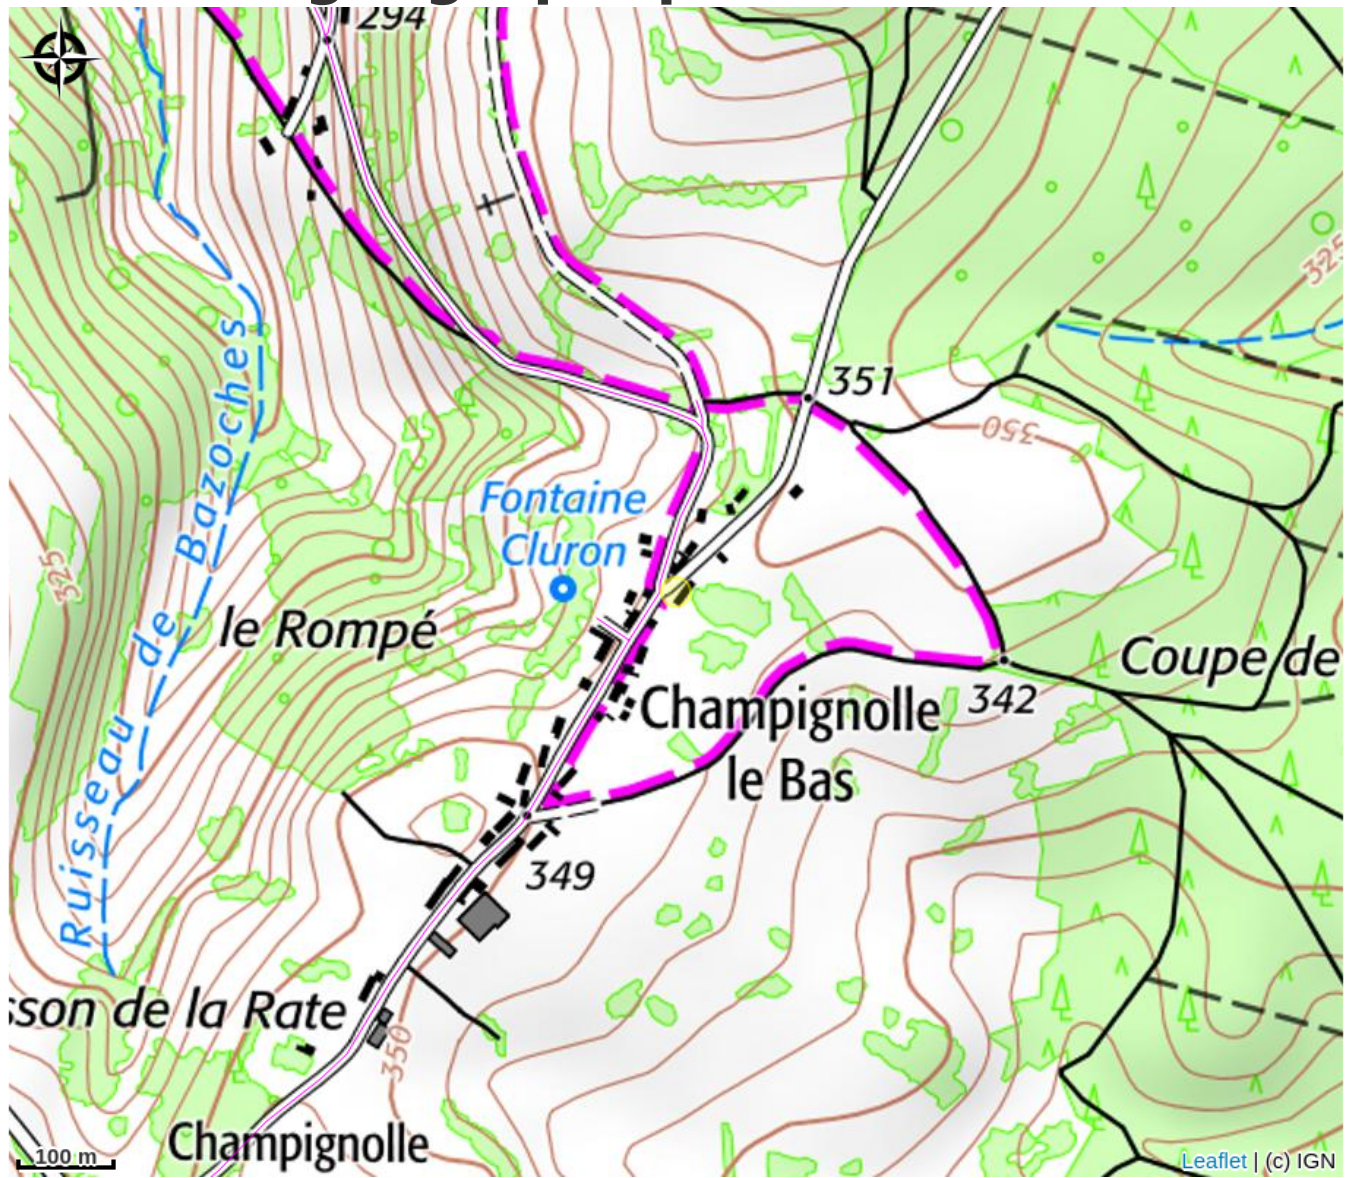 294
351
325
350
Fontaine
Cluron
325
le Rompé
Ruisseau de Bazoches
Coupe de
342
Champignolle
le Bas
349
sson de la Rate
350
Champignolle
100 m
Leaflet | (c) IGN